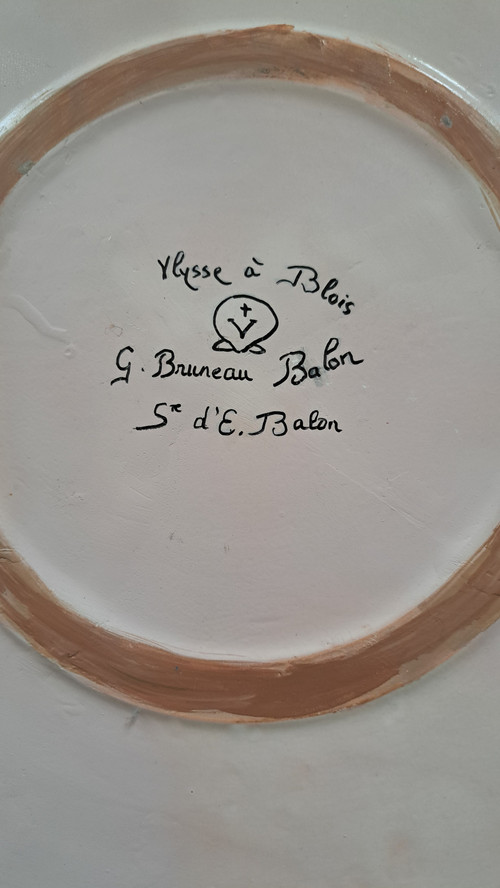 Ulysse à Blois
+
V
G. Bruneau Balon
Sr d'E. Balon